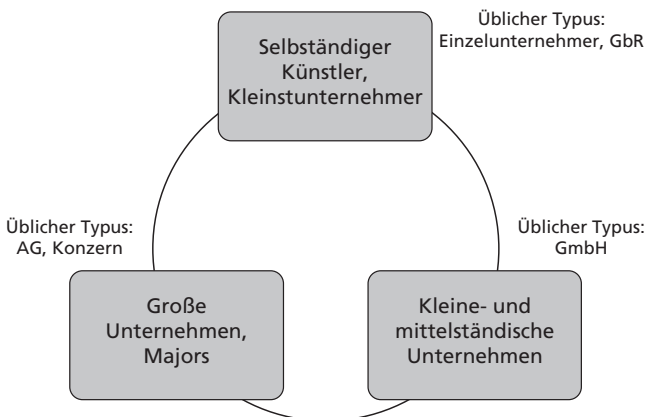 Üblicher Typus:
Einzelunternehmer, GbR
Selbständiger
Künstler,
Kleinstunternehmer
Üblicher Typus:
AG, Konzern
Üblicher Typus:
GmbH
Große
Unternehmen,
Majors
Kleine- und
mittelständische
Unternehmen